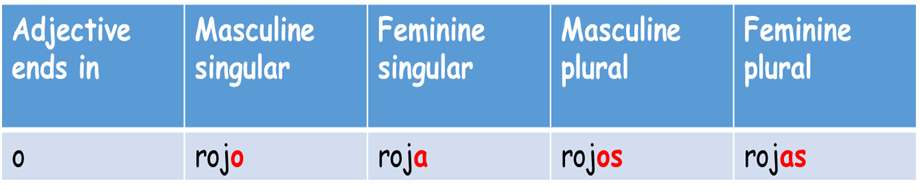 Adjective
ends in
Masculine
singular
Feminine
singular
Masculine
plural
Feminine
plural
o
rojo
roja
rojos
rojas